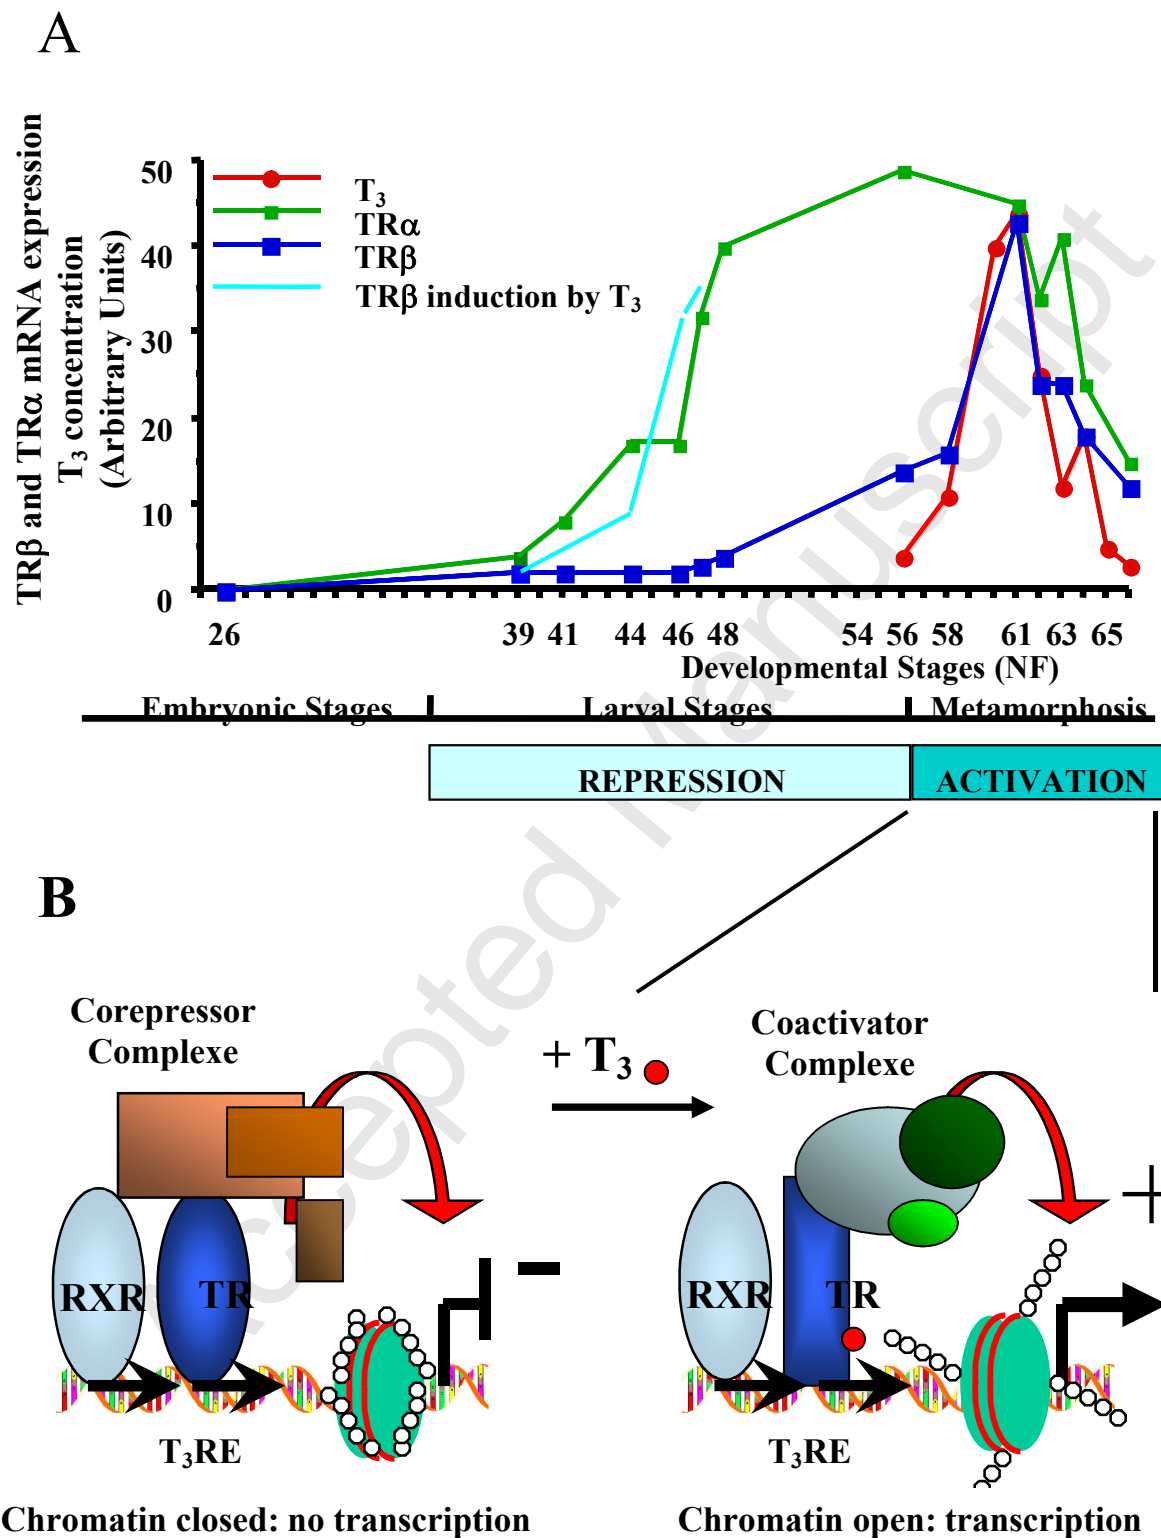 A
TRβ and TRα mRNA expression
T3 concentration
(Arbitrary Units)
50
40
30
20
10
0
T3
TRα
TRβ
TRβ induction by T3
26 39 41 44 46 48 54 56 58 61 63 65
Developmental Stages (NF)
Embryonic Stages Larval Stages Metamorphosis
REPRESSION ACTIVATION
B
Corepressor
Complexe
+ T3
Coactivator
Complexe
+
RXR TR
–
RXR TR
T3RE
T3RE
Chromatin closed: no transcription
Chromatin open: transcription
Accepted Manuscript